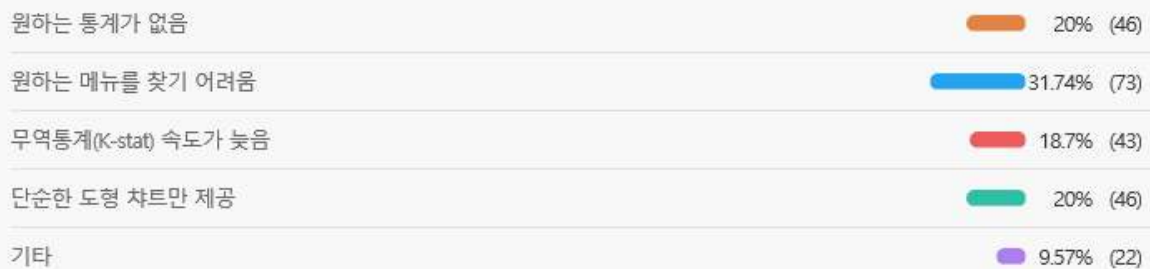 원하는 통계가 없음 20% (46)
원하는 메뉴를 찾기 어려움 31.74% (73)
무역통계(K-stat) 속도가 늦음 18.7% (43)
단순한 도형 챠트만 제공 20% (46)
기타 9.57% (22)